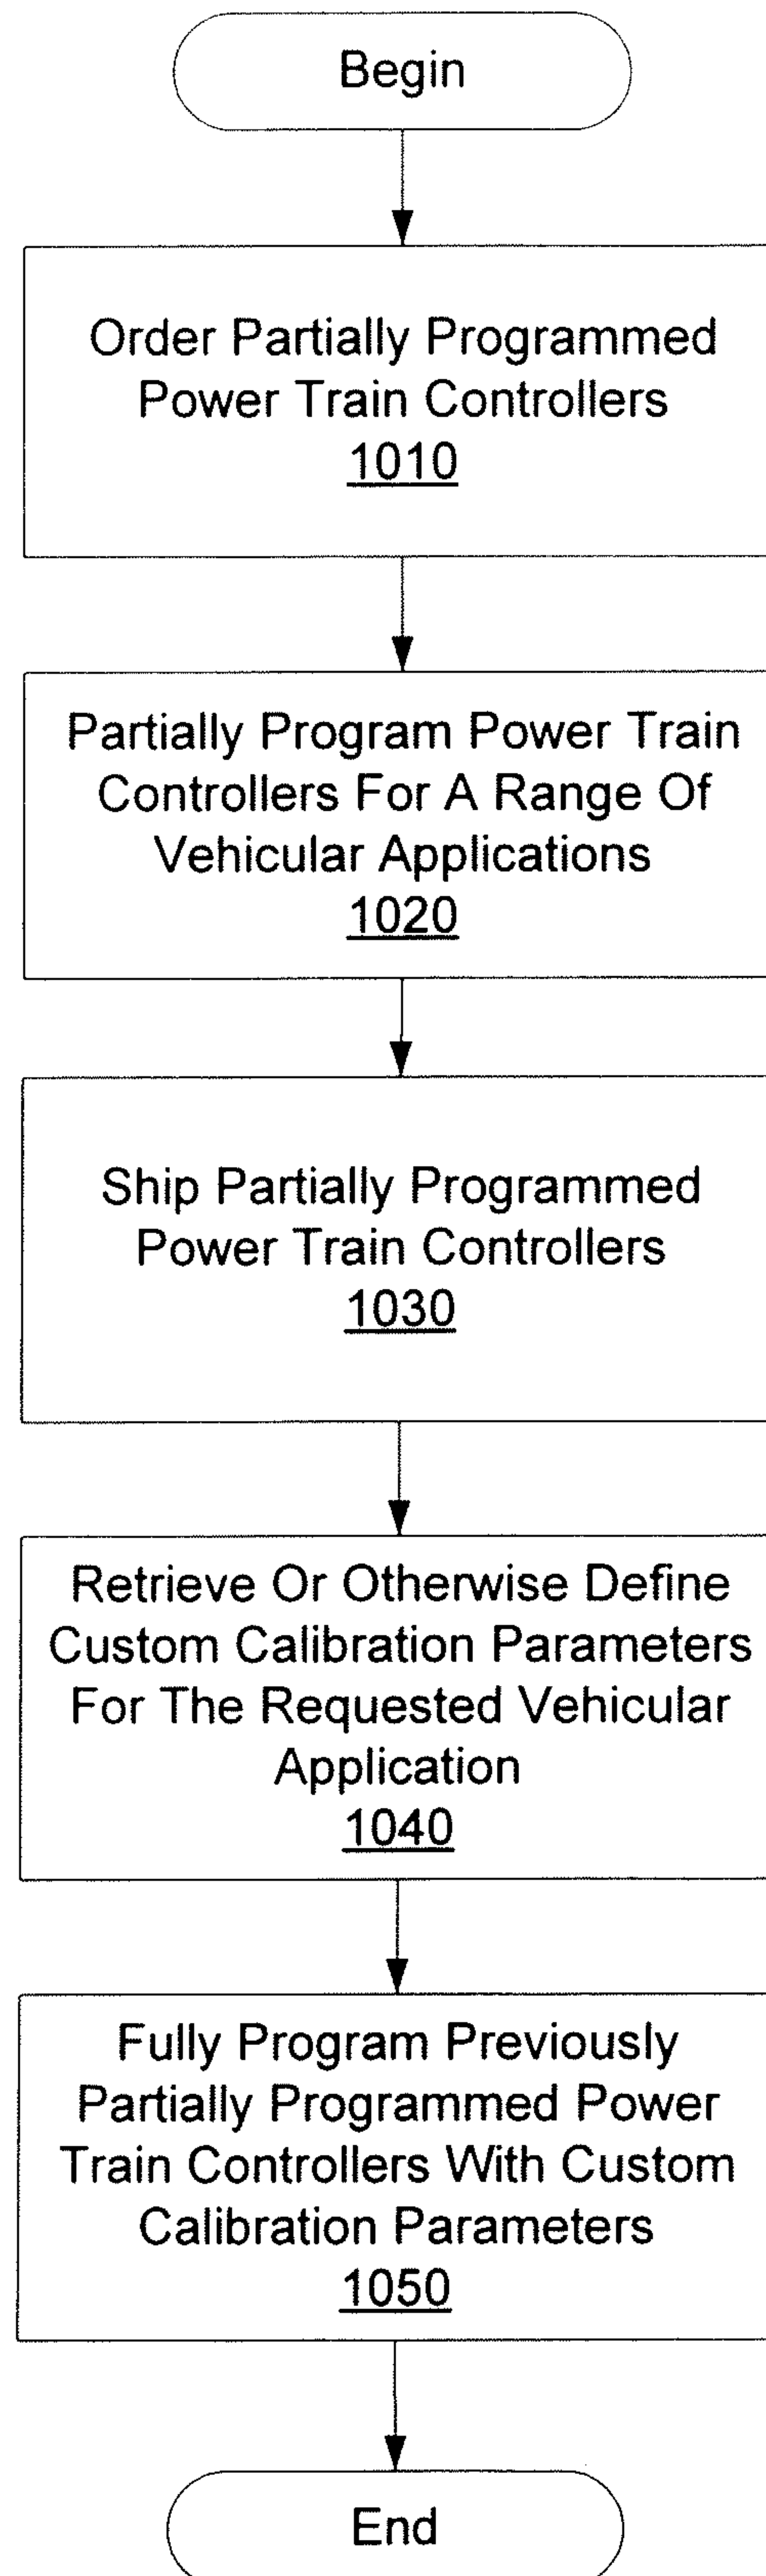 Begin
Order Partially Programmed
Power Train Controllers
1010
Partially Program Power Train
Controllers For A Range Of
Vehicular Applications
1020
Ship Partially Programmed
Power Train Controllers
1030
Retrieve Or Otherwise Define
Custom Calibration Parameters
For The Requested Vehicular
Application
1040
Fully Program Previously
Partially Programmed Power
Train Controllers With Custom
Calibration Parameters
1050
End